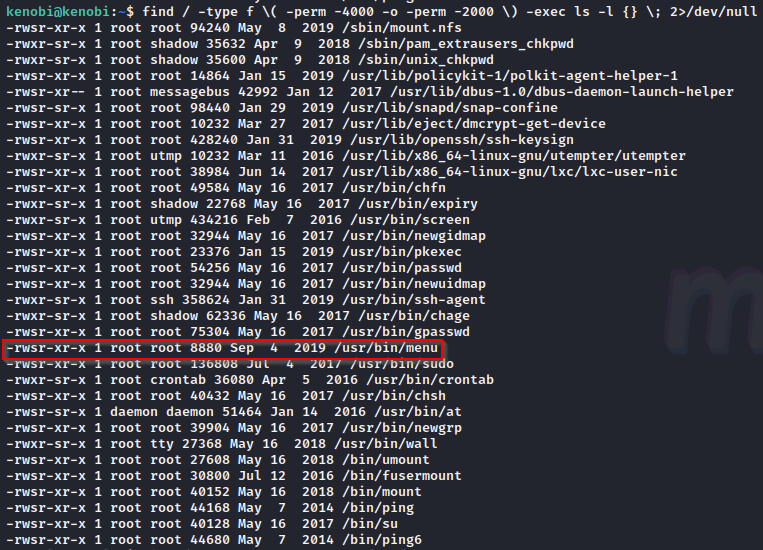 kenobi@kenobi:~$ find / -type f \( -perm -4000 -o -perm -2000 \) -exec ls -l {} \; 2>/dev/null
-rwsr-xr-x 1 root root 94240 May  8  2019 /sbin/mount.nfs
-rwxr-sr-x 1 root shadow 35632 Apr  9  2018 /sbin/pam_extrausers_chkpwd
-rwxr-sr-x 1 root shadow 35600 Apr  9  2018 /sbin/unix_chkpwd
-rwsr-xr-x 1 root root 14864 Jan 15  2019 /usr/lib/policykit-1/polkit-agent-helper-1
-rwsr-xr-- 1 root messagebus 42992 Jan 12  2017 /usr/lib/dbus-1.0/dbus-daemon-launch-helper
-rwsr-sr-x 1 root root 98440 Jan 29  2019 /usr/lib/snapd/snap-confine
-rwsr-xr-x 1 root root 10232 Mar 27  2017 /usr/lib/eject/dmcrypt-get-device
-rwsr-xr-x 1 root root 428240 Jan 31  2019 /usr/lib/openssh/ssh-keysign
-rwxr-sr-x 1 root utmp 10232 Mar 11  2016 /usr/lib/x86_64-linux-gnu/utempter/utempter
-rwsr-xr-x 1 root root 38984 Jun 14  2017 /usr/lib/x86_64-linux-gnu/lxc/lxc-user-nic
-rwsr-xr-x 1 root root 49584 May 16  2017 /usr/bin/chfn
-rwxr-sr-x 1 root shadow 22768 May 16  2017 /usr/bin/expiry
-rwxr-sr-x 1 root utmp 434216 Feb  7  2016 /usr/bin/screen
-rwsr-xr-x 1 root root 32944 May 16  2017 /usr/bin/newgidmap
-rwsr-xr-x 1 root root 23376 Jan 15  2019 /usr/bin/pkexec
-rwsr-xr-x 1 root root 54256 May 16  2017 /usr/bin/passwd
-rwsr-xr-x 1 root root 32944 May 16  2017 /usr/bin/newuidmap
-rwxr-sr-x 1 root ssh 358624 Jan 31  2019 /usr/bin/ssh-agent
-rwxr-sr-x 1 root shadow 62336 May 16  2017 /usr/bin/chage
-rwsr-xr-x 1 root root 75304 May 16  2017 /usr/bin/gpasswd
-rwsr-xr-x 1 root root 8880 Sep  4  2019 /usr/bin/menu
-rwsr-xr-x 1 root root 136808 Jul  4  2017 /usr/bin/sudo
-rwxr-sr-x 1 root crontab 36080 Apr  5  2016 /usr/bin/crontab
-rwsr-xr-x 1 root root 40432 May 16  2017 /usr/bin/chsh
-rwsr-sr-x 1 daemon daemon 51464 Jan 14  2016 /usr/bin/at
-rwsr-xr-x 1 root root 39904 May 16  2017 /usr/bin/newgrp
-rwxr-sr-x 1 root tty 27368 May 16  2018 /usr/bin/wall
-rwsr-xr-x 1 root root 27608 May 16  2018 /bin/umount
-rwsr-xr-x 1 root root 30800 Jul 12  2016 /bin/fusermount
-rwsr-xr-x 1 root root 40152 May 16  2018 /bin/mount
-rwsr-xr-x 1 root root 44168 May  7  2014 /bin/ping
-rwsr-xr-x 1 root root 40128 May 16  2017 /bin/su
-rwsr-xr-x 1 root root 44680 May  7  2014 /bin/ping6